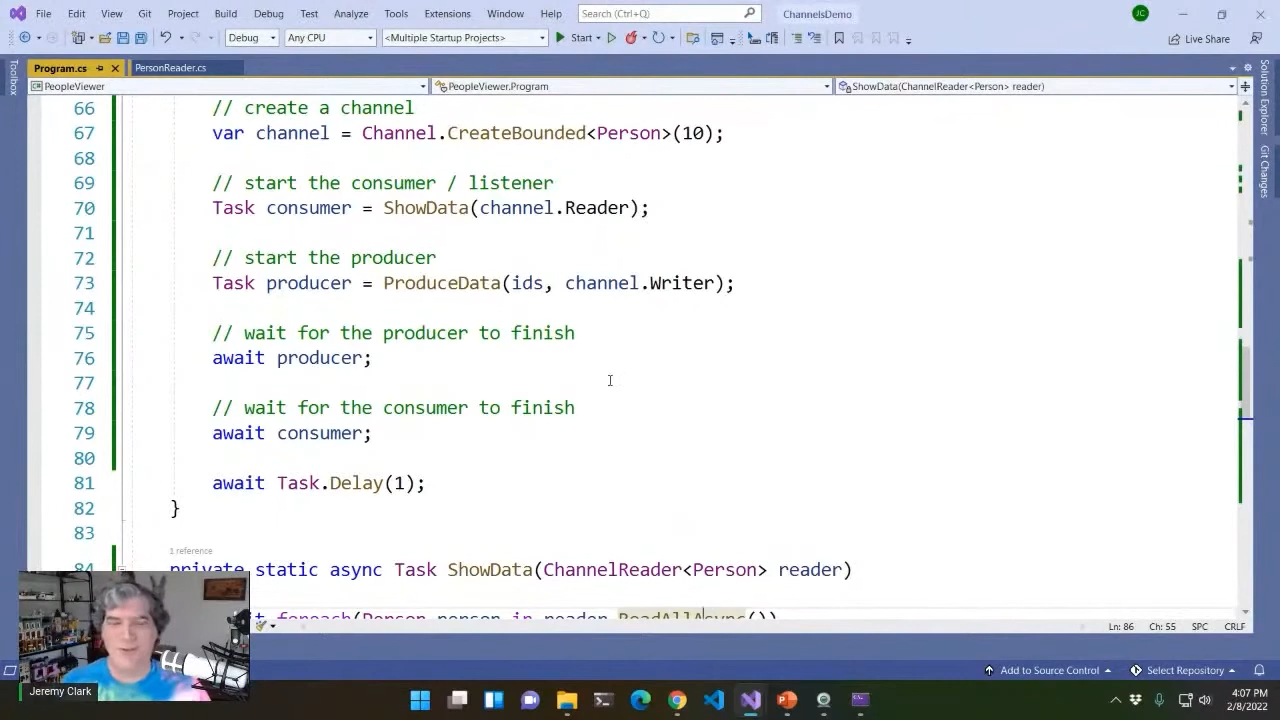 File Edit View Git Project Build Debug Test Analyze Tools Extensions Window Help Search (Ctrl+Q) ChannelsDemo JC
Debug Any CPU <Multiple Startup Projects> Start Live Share
Toolbox
Program.cs PersonReader.cs
PeopleViewer PeopleViewer.Program ShowData(ChannelReader<Person> reader)
Solution Explorer
Git Changes
66 // create a channel
67 var channel = Channel.CreateBounded<Person>(10);
68
69 // start the consumer / listener
70 Task consumer = ShowData(channel.Reader);
71
72 // start the producer
73 Task producer = ProduceData(ids, channel.Writer);
74
75 // wait for the producer to finish
76 await producer;
77
78 // wait for the consumer to finish
79 await consumer;
80
81 await Task.Delay(1);
82 }
83
1 reference
84 private static async Task ShowData(ChannelReader<Person> reader)
foreach(Person person in reader.ReadAllAsync())
Ln: 86 Ch: 55 SPC CRLF
Add to Source Control Select Repository
Jeremy Clark
4:07 PM
2/8/2022